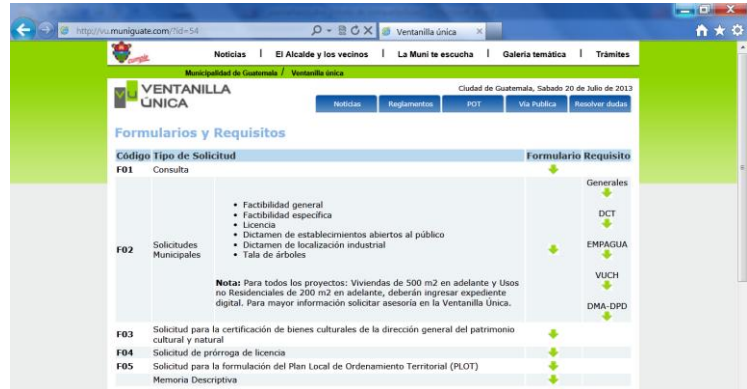 http://vu.muniguate.com/?id=54
Ventanilla única
cumple
Noticias | El Alcalde y los vecinos | La Muni te escucha | Galería temática | Trámites
Municipalidad de Guatemala / Ventanilla única
vu VENTANILLA ÚNICA
Ciudad de Guatemala, Sabado 20 de Julio de 2013
Noticias Reglamentos POT Vía Publica Resolver dudas
Formularios y Requisitos
Código Tipo de Solicitud Formulario Requisito
F01 Consulta
F02 Solicitudes Municipales
• Factibilidad general
• Factibilidad específica
• Licencia
• Dictamen de establecimientos abiertos al público
• Dictamen de localización industrial
• Tala de árboles
Nota: Para todos los proyectos: Viviendas de 500 m2 en adelante y Usos
no Residenciales de 200 m2 en adelante, deberán ingresar expediente
digital. Para mayor información solicitar asesoría en la Ventanilla Única.
Generales
DCT
EMPAGUA
VUCH
DMA-DPD
F03 Solicitud para la certificación de bienes culturales de la dirección general del patrimonio
cultural y natural
F04 Solicitud de prórroga de licencia
F05 Solicitud para la formulación del Plan Local de Ordenamiento Territorial (PLOT)
Memoria Descriptiva